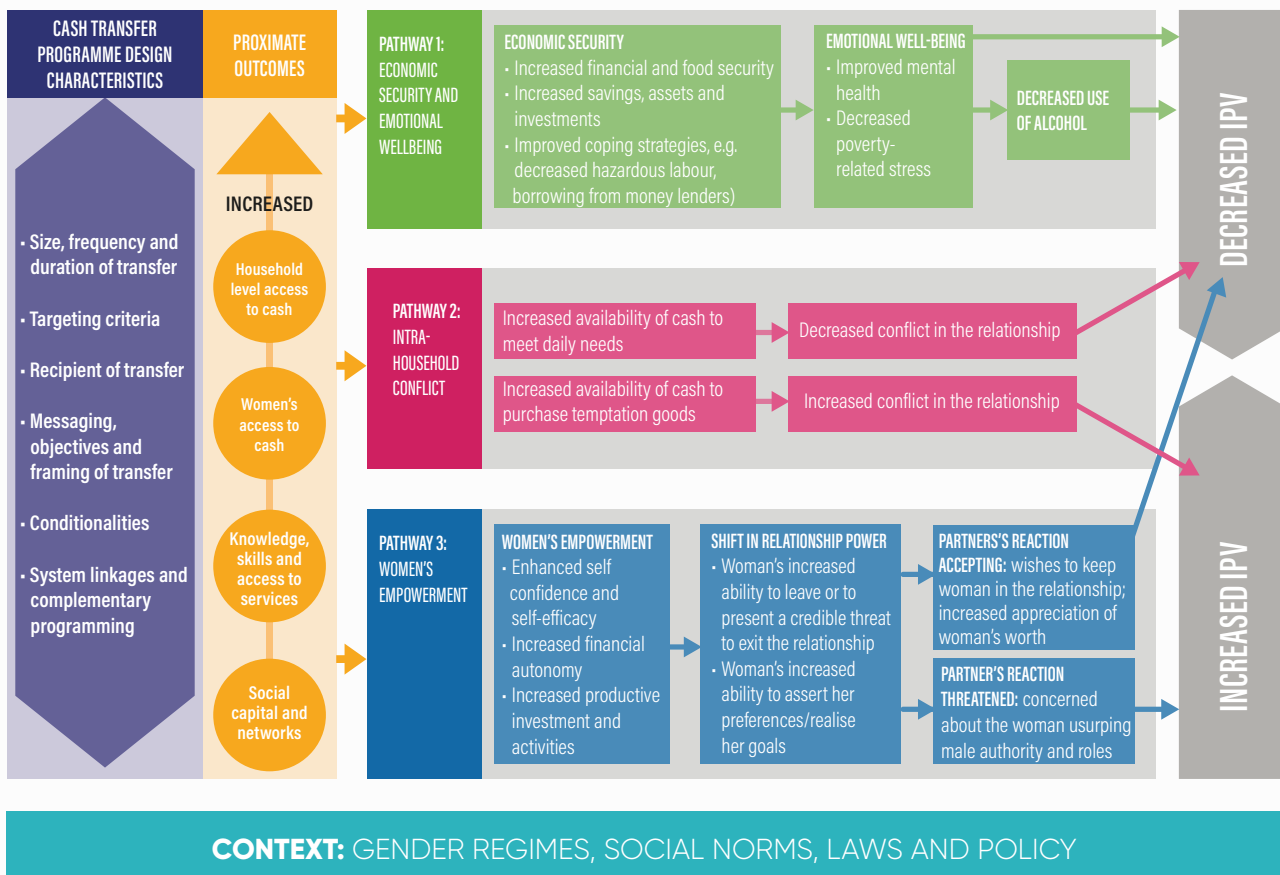 CASH TRANSFER
PROGRAMME DESIGN
CHARACTERISTICS
• Size, frequency and
duration of transfer
• Targeting criteria
• Recipient of transfer
• Messaging,
objectives and
framing of transfer
• Conditionalities
• System linkages and
complementary
programming
PROXIMATE
OUTCOMES
INCREASED
Household
level access
to cash
Women's
access to
cash
Knowledge,
skills and
access to
services
Social
capital and
networks
PATHWAY 1:
ECONOMIC
SECURITY AND
EMOTIONAL
WELLBEING
ECONOMIC SECURITY
• Increased financial and food security
• Increased savings, assets and
investments
• Improved coping strategies, e.g.
decreased hazardous labour,
borrowing from money lenders)
EMOTIONAL WELL-BEING
• Improved mental
health
• Decreased
poverty-
related stress
DECREASED USE
OF ALCOHOL
PATHWAY 2:
INTRA-
HOUSEHOLD
CONFLICT
Increased availability of cash to
meet daily needs
Decreased conflict in the relationship
Increased availability of cash to
purchase temptation goods
Increased conflict in the relationship
PATHWAY 3:
WOMEN'S
EMPOWERMENT
WOMEN'S EMPOWERMENT
• Enhanced self
confidence and
self-efficacy
• Increased financial
autonomy
• Increased productive
investment and
activities
SHIFT IN RELATIONSHIP POWER
• Woman's increased
ability to leave or to
present a credible threat
to exit the relationship
• Woman's increased
ability to assert her
preferences/realise
her goals
PARTNERS'S REACTION
ACCEPTING: wishes to keep
woman in the relationship;
increased appreciation of
woman's worth
PARTNER'S REACTION
THREATENED: concerned
about the woman usurping
male authority and roles
DECREASED IPV
INCREASED IPV
CONTEXT: GENDER REGIMES, SOCIAL NORMS, LAWS AND POLICY